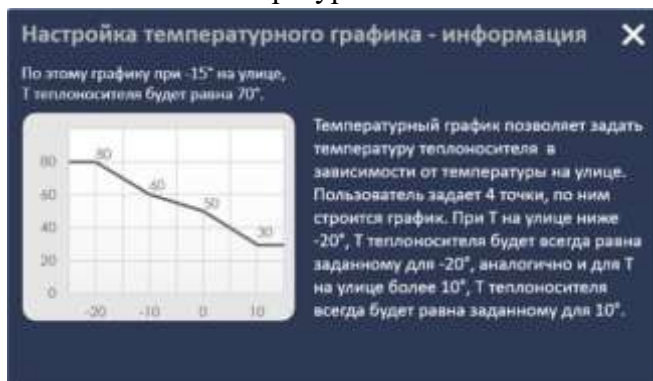 Настройка температурного графика - информация
По этому графику при -15° на улице,
Т теплоносителя будет равна 70°.
80
60
40
20
0
80
60
50
30
-20 -10 0 10
Температурный график позволяет задать
температуру теплоносителя в
зависимости от температуры на улице.
Пользователь задает 4 точки, по ним
строится график. При Т на улице ниже
-20°, Т теплоносителя будет всегда равна
заданному для -20°, аналогично и для Т
на улице более 10°, Т теплоносителя
всегда будет равна заданному для 10°.